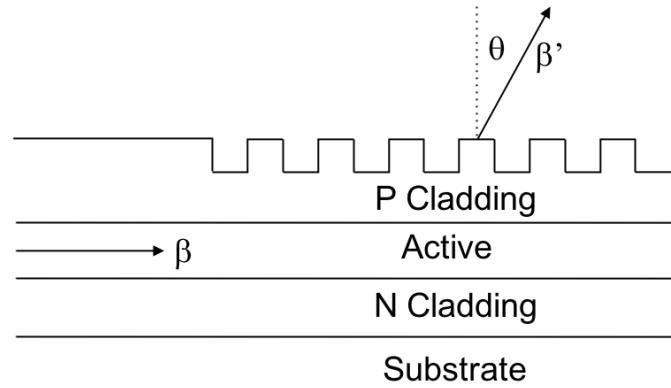 θ
β’
P Cladding
β
Active
N Cladding
Substrate